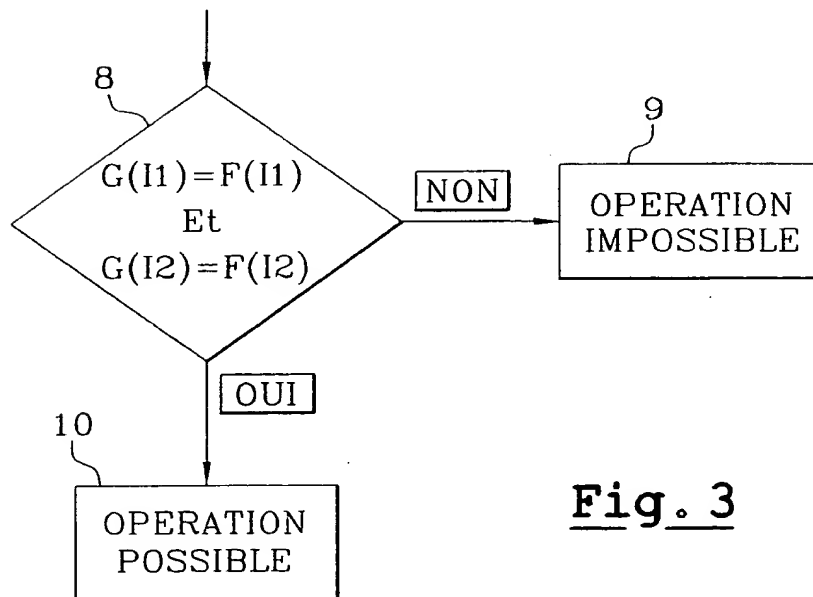 8
G(I1)=F(I1)
Et
G(I2)=F(I2)
NON
9
OPERATION
IMPOSSIBLE
OUI
10
OPERATION
POSSIBLE
Fig. 3